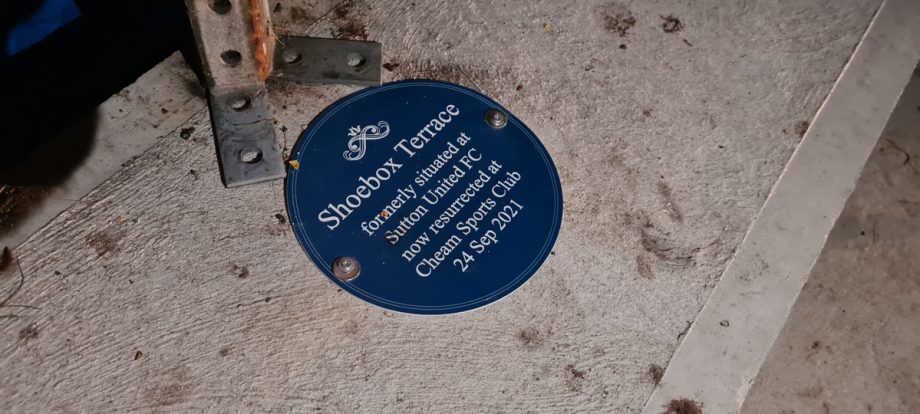 Shoebox Terrace
formerly situated at
Sutton United FC
now resurrected at
Cheam Sports Club
24 Sep 2021